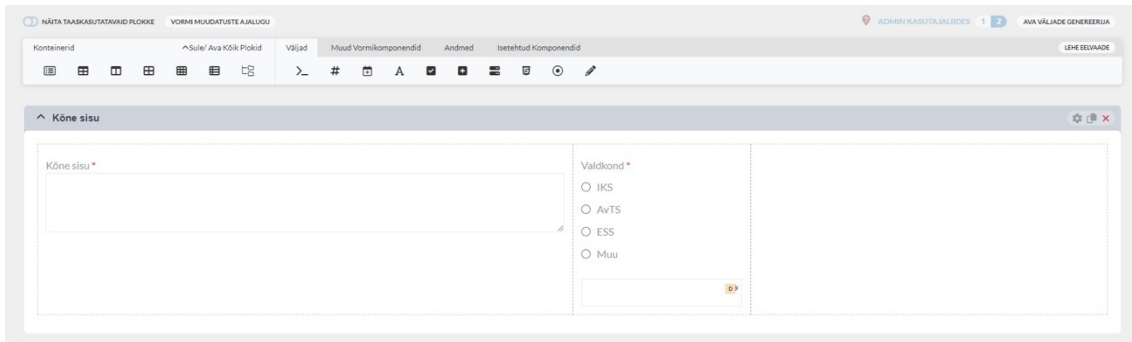 NÄITA TAASKASUTATAVAID PLOKKE VORMI MUUDATUSTE AJALUGU ADMIN KASUTAJALIIDES 1 2 AVA VÄLJADE GENEREERIJA
Konteinerid Sule/ Ava Kõik Plokid Väljad Muud Vormikomponendid Andmed Isetehtud Komponendid LEHE EELVAADE
Kõne sisu
Kõne sisu * Valdkond *
IKS
AvTS
ESS
Muu
D